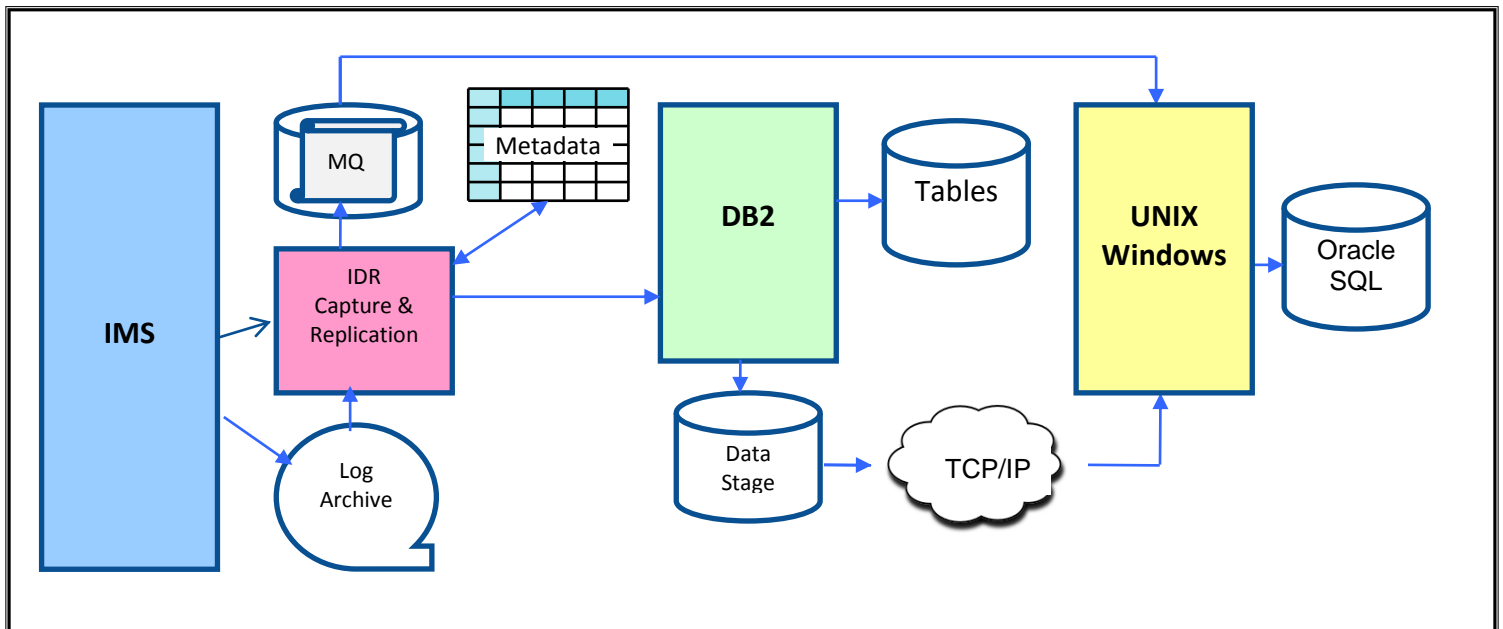 IMS
MQ
IDR
Capture &
Replication
Log
Archive
Metadata
DB2
Tables
Data
Stage
TCP/IP
UNIX
Windows
Oracle
SQL